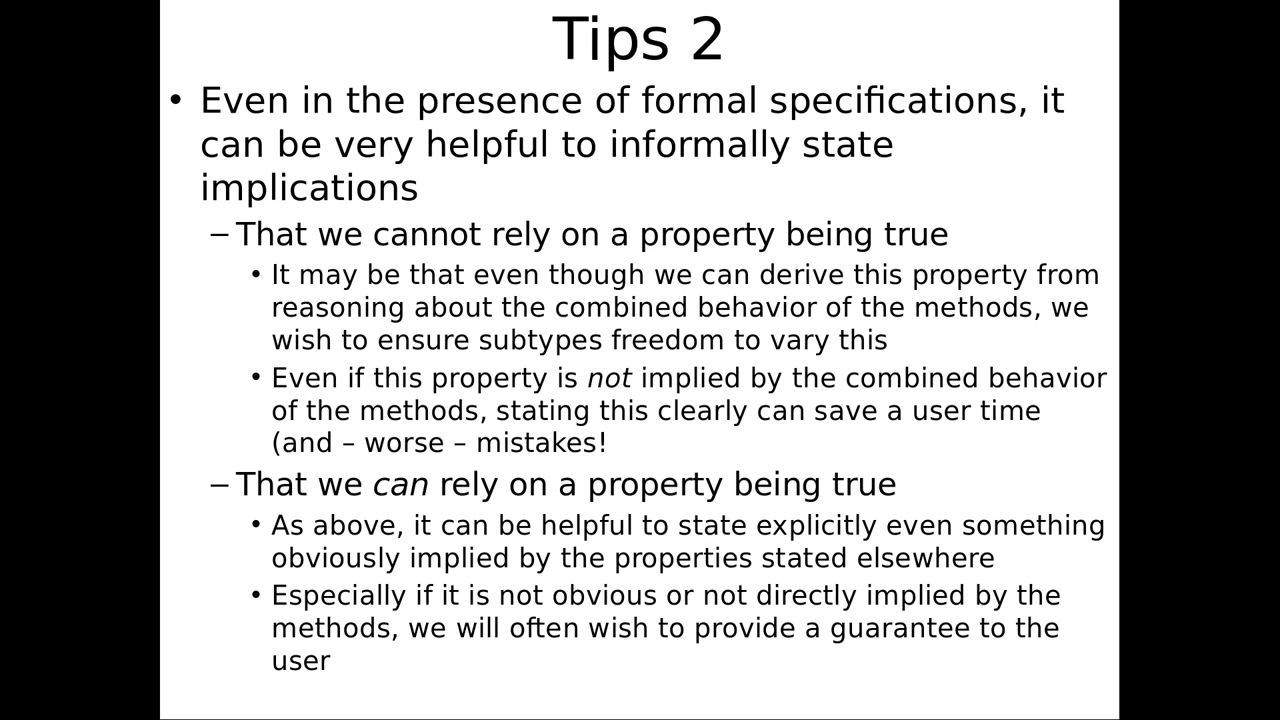 Tips 2
• Even in the presence of formal specifications, it
can be very helpful to informally state
implications
– That we cannot rely on a property being true
• It may be that even though we can derive this property from
reasoning about the combined behavior of the methods, we
wish to ensure subtypes freedom to vary this
• Even if this property is not implied by the combined behavior
of the methods, stating this clearly can save a user time
(and – worse – mistakes!
– That we can rely on a property being true
• As above, it can be helpful to state explicitly even something
obviously implied by the properties stated elsewhere
• Especially if it is not obvious or not directly implied by the
methods, we will often wish to provide a guarantee to the
user